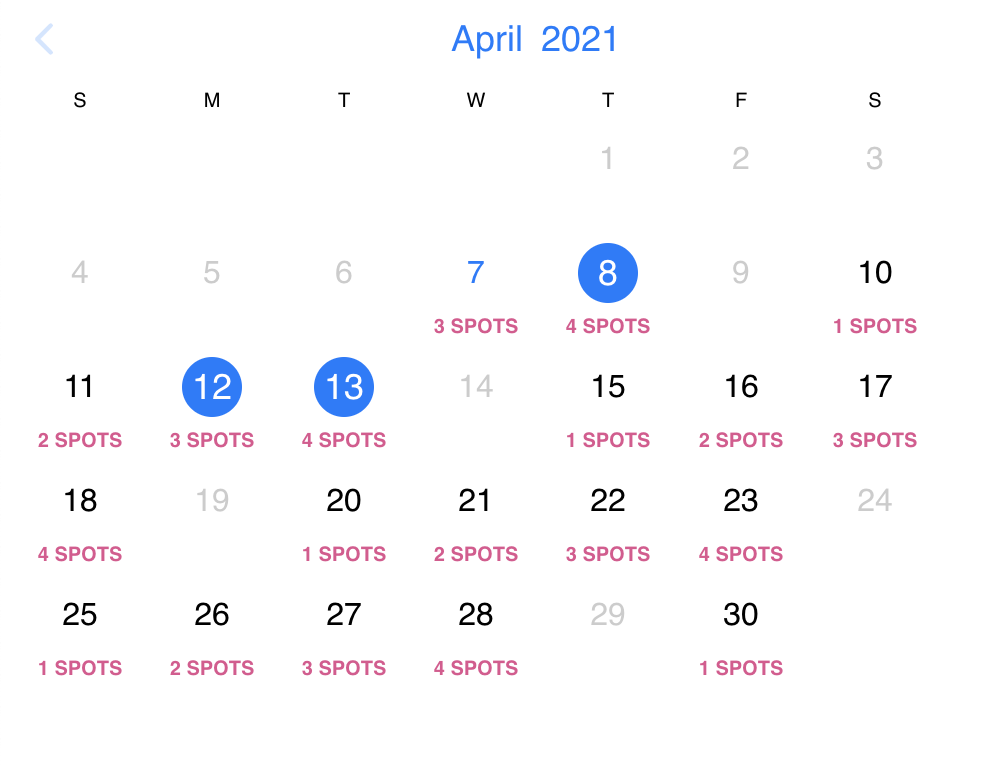 April 2021
S M T W T F S
1 2 3
4 5 6 7 8 9 10
3 SPOTS 4 SPOTS 1 SPOTS
11 12 13 14 15 16 17
2 SPOTS 3 SPOTS 4 SPOTS 1 SPOTS 2 SPOTS 3 SPOTS
18 19 20 21 22 23 24
4 SPOTS 1 SPOTS 2 SPOTS 3 SPOTS 4 SPOTS
25 26 27 28 29 30
1 SPOTS 2 SPOTS 3 SPOTS 4 SPOTS 1 SPOTS